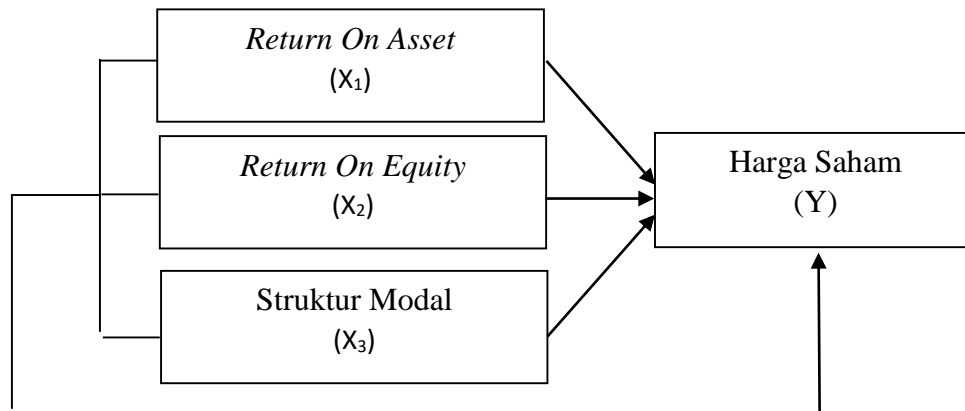 Return On Asset
(X₁)
Return On Equity
(X₂)
Struktur Modal
(X₃)
Harga Saham
(Y)